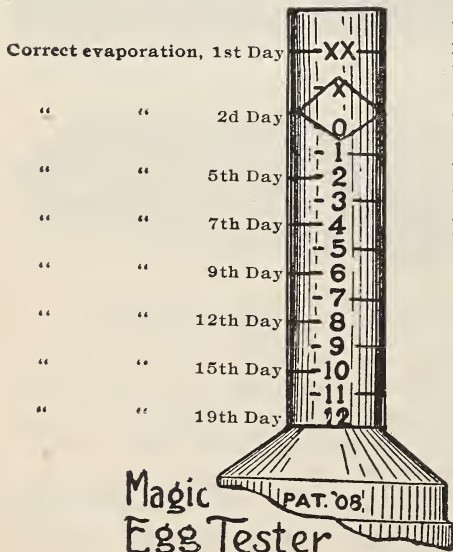 Correct evaporation, 1st Day XX
X
“ “ 2d Day
0
1
“ “ 5th Day 2
3
“ “ 7th Day 4
5
“ “ 9th Day 6
7
“ “ 12th Day 8
9
“ “ 15th Day 10
11
“ “ 19th Day 12
Magic
PAT. '08.
Egg Tester